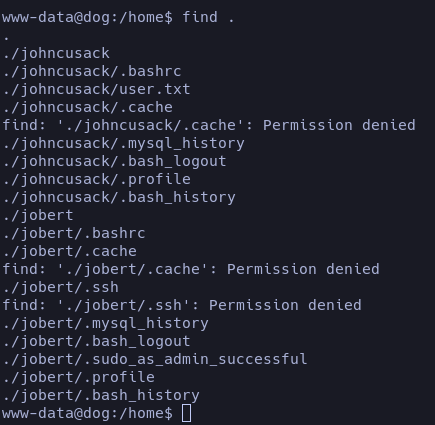 www-data@dog:/home$ find .
.
./johncusack
./johncusack/.bashrc
./johncusack/user.txt
./johncusack/.cache
find: './johncusack/.cache': Permission denied
./johncusack/.mysql_history
./johncusack/.bash_logout
./johncusack/.profile
./johncusack/.bash_history
./jobert
./jobert/.bashrc
./jobert/.cache
find: './jobert/.cache': Permission denied
./jobert/.ssh
find: './jobert/.ssh': Permission denied
./jobert/.mysql_history
./jobert/.bash_logout
./jobert/.sudo_as_admin_successful
./jobert/.profile
./jobert/.bash_history
www-data@dog:/home$